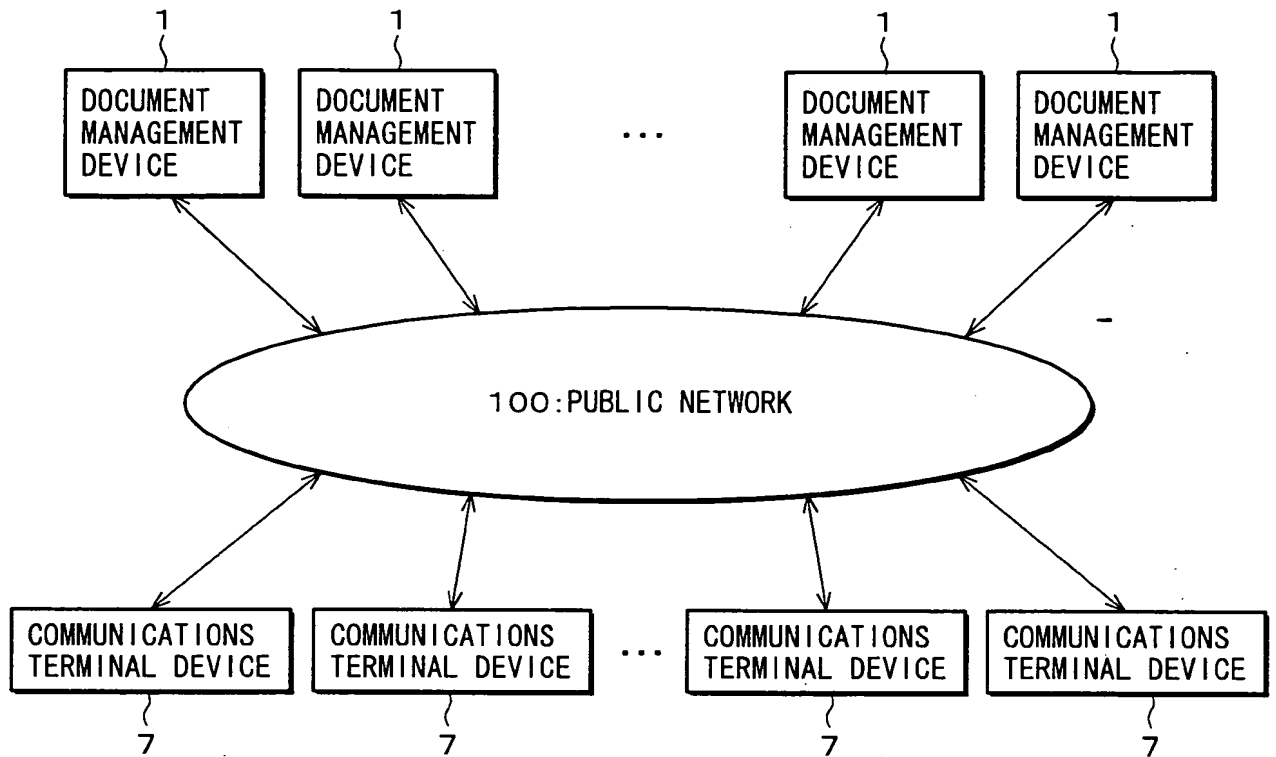 1 1 1 1
DOCUMENT MANAGEMENT DEVICE
DOCUMENT MANAGEMENT DEVICE
...
DOCUMENT MANAGEMENT DEVICE
DOCUMENT MANAGEMENT DEVICE
100:PUBLIC NETWORK
COMMUNICATIONS TERMINAL DEVICE
COMMUNICATIONS TERMINAL DEVICE
...
COMMUNICATIONS TERMINAL DEVICE
COMMUNICATIONS TERMINAL DEVICE
7 7 7 7